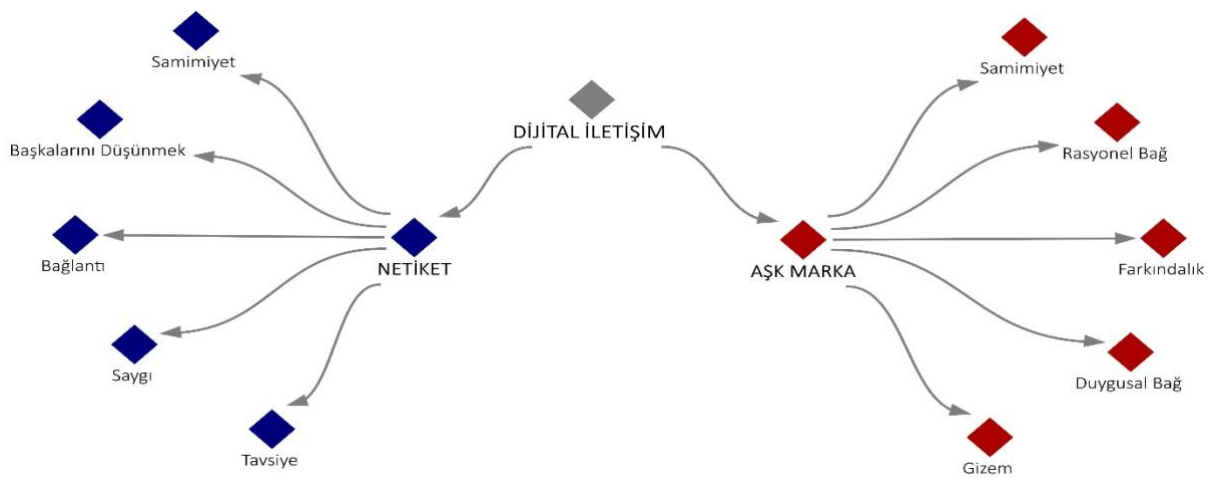 DİJİTAL İLETİŞİM
NETİKET
Samimiyet
Başkalarını Düşünmek
Bağlantı
Saygı
Tavsiye
AŞK MARKA
Samimiyet
Rasyonel Bağ
Farkındalık
Duygusal Bağ
Gizem